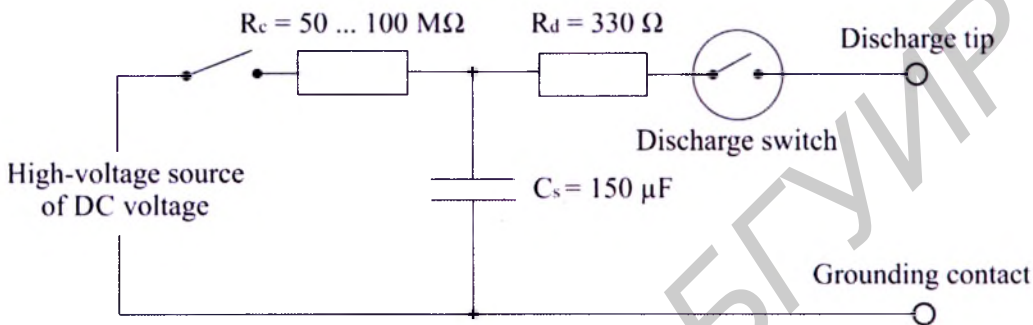 Rc = 50 ... 100 MΩ
Rd = 330 Ω
Discharge tip
Discharge switch
High-voltage source
of DC voltage
Cs = 150 µF
Grounding contact
БГУИР